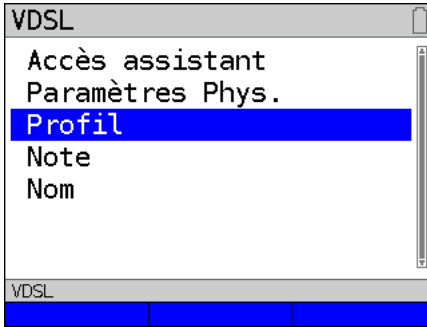 VDSL
Accès assistant
Paramètres Phys.
Profil
Note
Nom
VDSL